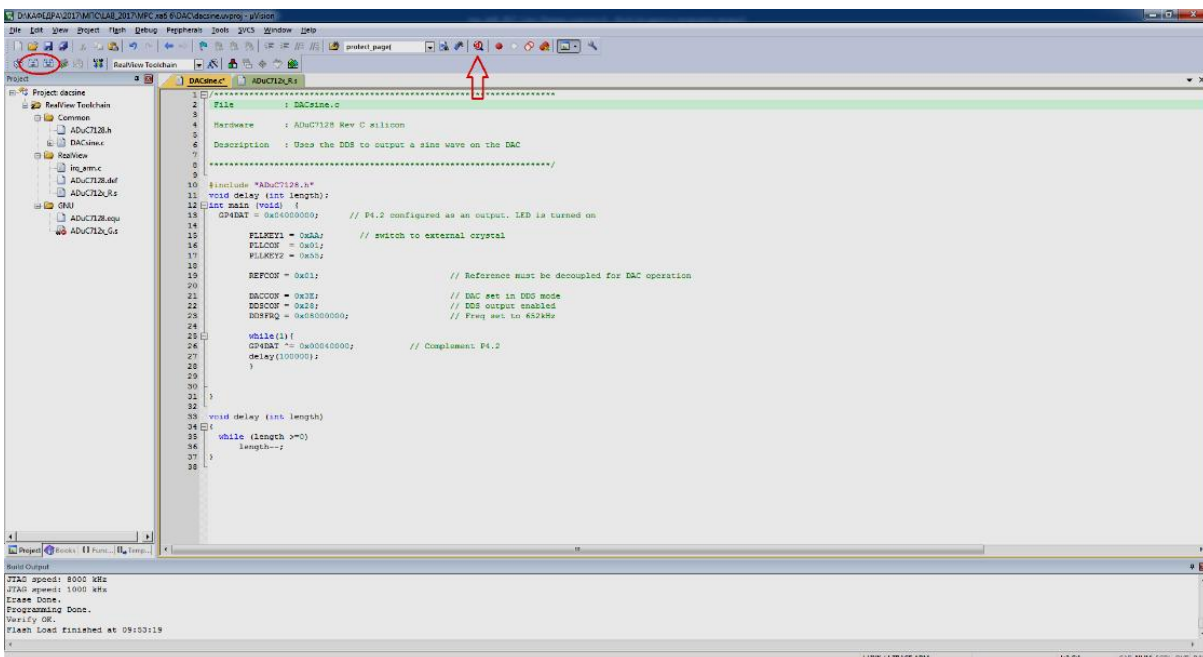 D:\КАФЕДРА\2017\МПС\LAB_2017\MPC лаб 6\DAC\dacsine.uvproj - µVision
File Edit View Project Flash Debug Peripherals Tools SVCS Window Help
protect_page(
RealView Toolchain
Project
DACsine.c* ADuC712x_R.s
Project: dacsine
RealView Toolchain
Common
ADuC7128.h
DACsine.c
RealView
irq_arm.c
ADuC7128.def
ADuC712x_R.s
GNU
ADuC7128.equ
ADuC712x_G.s
1 /*********************************************************************
2 File : DACsine.c
3
4 Hardware : ADuC7128 Rev C silicon
5
6 Description : Uses the DDS to output a sine wave on the DAC
7
8 *********************************************************************/
9
10 #include "ADuC7128.h"
11 void delay (int length);
12 int main (void) {
13 GP4DAT = 0x04000000; // P4.2 configured as an output. LED is turned on
14
15 PLLKEY1 = 0xAA; // switch to external crystal
16 PLLCON = 0x01;
17 PLLKEY2 = 0x55;
18
19 REFCON = 0x01; // Reference must be decoupled for DAC operation
20
21 DACCON = 0x3E; // DAC set in DDS mode
22 DDSCON = 0x28; // DDS output enabled
23 DDSFRQ = 0x08000000; // Freq set to 652kHz
24
25 while(1){
26 GP4DAT ^= 0x00040000; // Complement P4.2
27 delay(100000);
28 }
29
30
31 }
32
33 void delay (int length)
34 {
35 while (length >=0)
36 length--;
37 }
38
Project Books Func... Temp...
Build Output
JTAG speed: 8000 kHz
JTAG speed: 1000 kHz
Erase Done.
Programming Done.
Verify OK.
Flash Load finished at 09:53:19